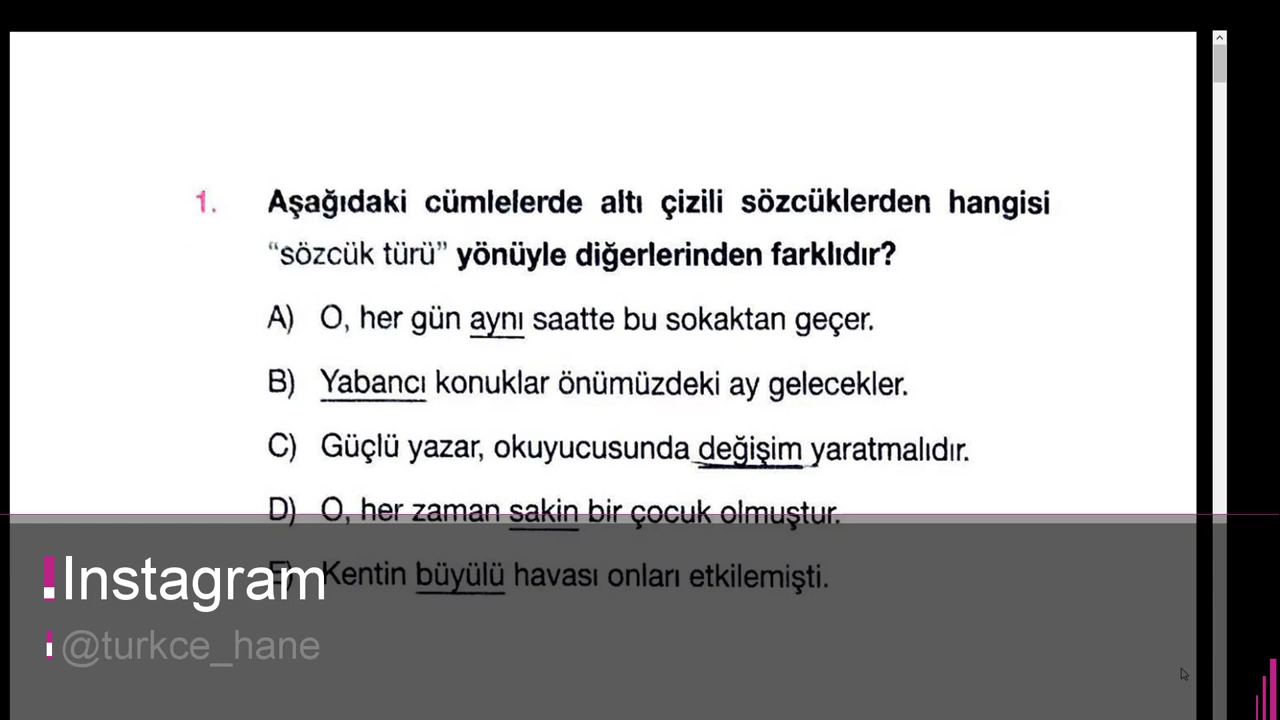 1. Aşağıdaki cümlelerde altı çizili sözcüklerden hangisi
“sözcük türü” yönüyle diğerlerinden farklıdır?
A) O, her gün aynı saatte bu sokaktan geçer.
B) Yabancı konuklar önümüzdeki ay gelecekler.
C) Güçlü yazar, okuyucusunda değişim yaratmalıdır.
D) O, her zaman sakin bir çocuk olmuştur.
E) Kentin büyülü havası onları etkilemişti.
Instagram
@turkce_hane